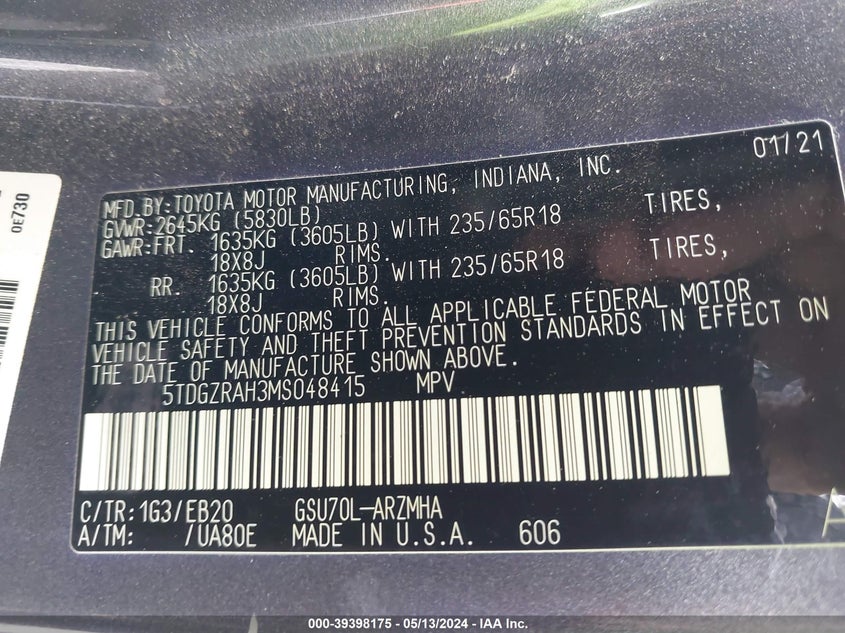 01/21
MFD.BY:TOYOTA MOTOR MANUFACTURING, INDIANA, INC.
GVWR:2645KG (5830LB)
GAWR:FRT. 1635KG (3605LB) WITH 235/65R18 TIRES,
18X8J RIMS.
RR. 1635KG (3605LB) WITH 235/65R18 TIRES,
18X8J RIMS.
THIS VEHICLE CONFORMS TO ALL APPLICABLE FEDERAL MOTOR
VEHICLE SAFETY AND THEFT PREVENTION STANDARDS IN EFFECT ON
THE DATE OF MANUFACTURE SHOWN ABOVE.
5TDGZRAH3MS048415 MPV
C/TR:1G3/EB20 GSU70L-ARZMHA
A/TM: /UA80E MADE IN U.S.A. 606
0E730
000-39398175 - 05/13/2024 - IAA Inc.